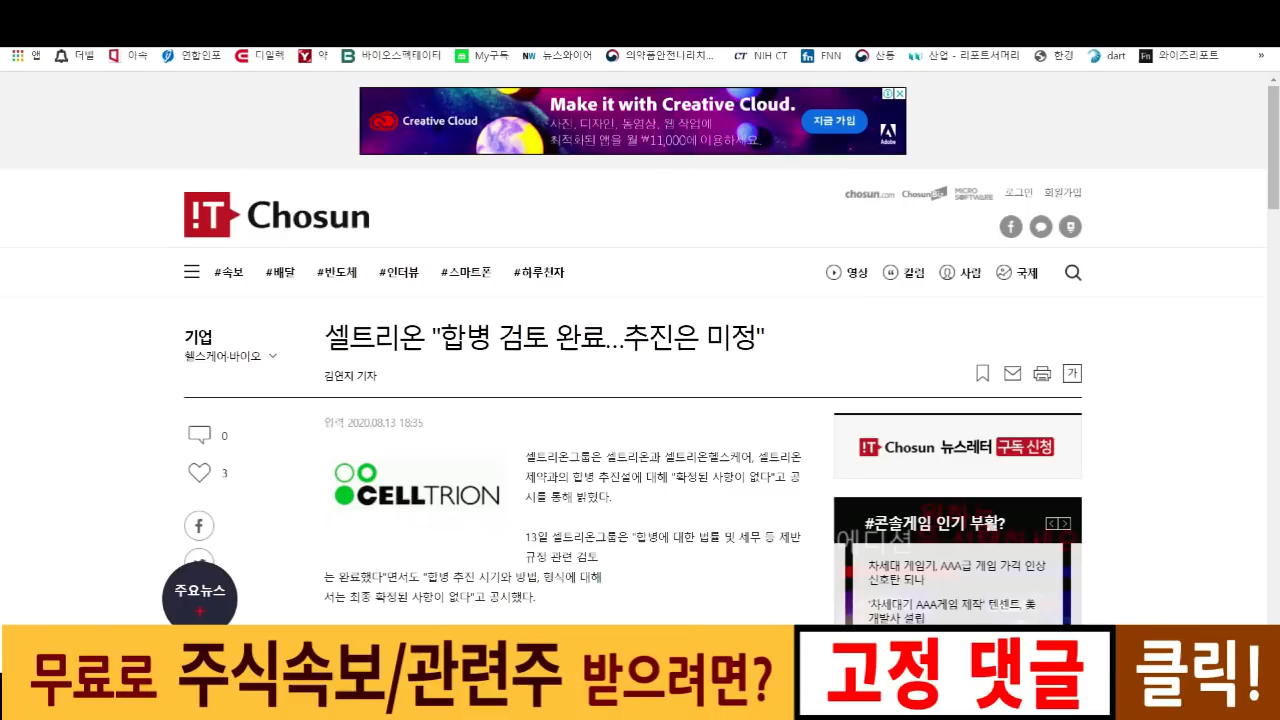 앱 더벨 아속 연합인포 디일렉 약 바이오스펙테이터 My구독 NW 뉴스와이어 의약품안전나라치... CT NIH CT fn FNN 산통 산업 - 리포트서머리 한경 dart Fn 와이즈리포트 »
Make it with Creative Cloud.
Creative Cloud
사진, 디자인, 동영상, 웹 작업에
최적화된 앱을 월 ₩11,000에 이용하세요.
지금 가입
Adobe
chosun.com ChosunBiz MICRO SOFTWARE 로그인 회원가입
IT Chosun
#속보 #배달 #반도체 #인터뷰 #스마트폰 #하루천자 영상 칼럼 사람 국제
기업
헬스케어·바이오
셀트리온 "합병 검토 완료…추진은 미정"
김연지 기자
가
입력 2020.08.13 18:35
0
3
CELLTRION
셀트리온그룹은 셀트리온과 셀트리온헬스케어, 셀트리온
제약과의 합병 추진설에 대해 "확정된 사항이 없다"고 공
시를 통해 밝혔다.
13일 셀트리온그룹은 "합병에 대한 법률 및 세무 등 제반
규정 관련 검토
는 완료했다"면서도 "합병 추진 시기와 방법, 형식에 대해
서는 최종 확정된 사항이 없다"고 공시했다.
주요뉴스
+
IT Chosun 뉴스레터 구독 신청
#콘솔게임 인기 부활?
에디션
차세대 게임기, AAA급 게임 가격 인상
신호탄 되나
'차세대기 AAA게임 제작' 텐센트, 美
개발사 설립
무료로 주식속보/관련주 받으려면?
고정 댓글
클릭!